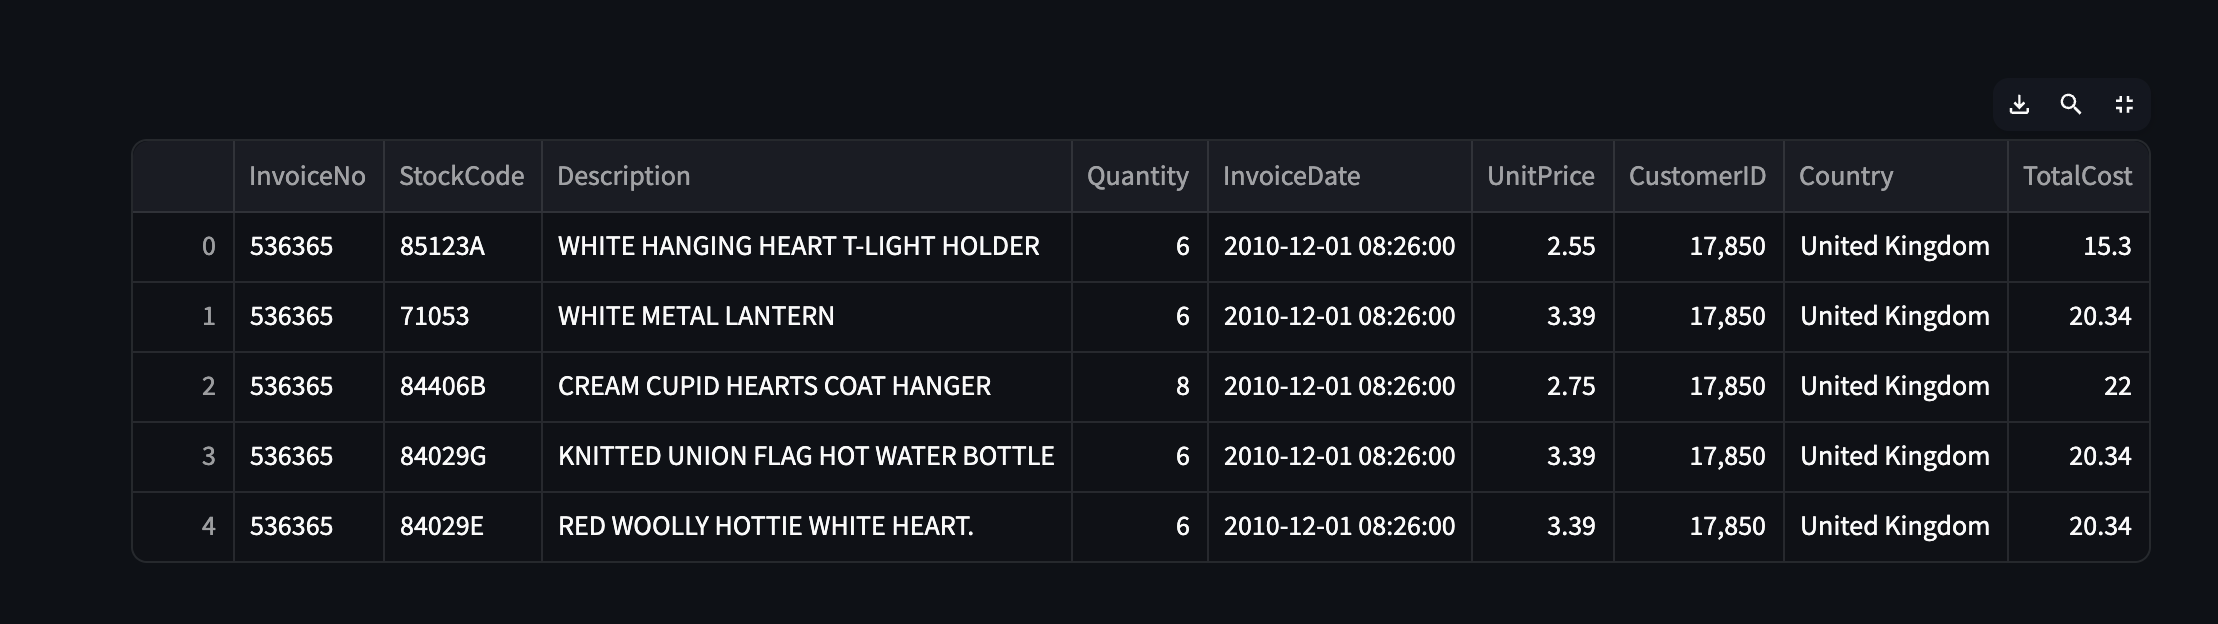 InvoiceNo StockCode Description Quantity InvoiceDate UnitPrice CustomerID Country TotalCost
0 536365 85123A WHITE HANGING HEART T-LIGHT HOLDER 6 2010-12-01 08:26:00 2.55 17,850 United Kingdom 15.3
1 536365 71053 WHITE METAL LANTERN 6 2010-12-01 08:26:00 3.39 17,850 United Kingdom 20.34
2 536365 84406B CREAM CUPID HEARTS COAT HANGER 8 2010-12-01 08:26:00 2.75 17,850 United Kingdom 22
3 536365 84029G KNITTED UNION FLAG HOT WATER BOTTLE 6 2010-12-01 08:26:00 3.39 17,850 United Kingdom 20.34
4 536365 84029E RED WOOLLY HOTTIE WHITE HEART. 6 2010-12-01 08:26:00 3.39 17,850 United Kingdom 20.34